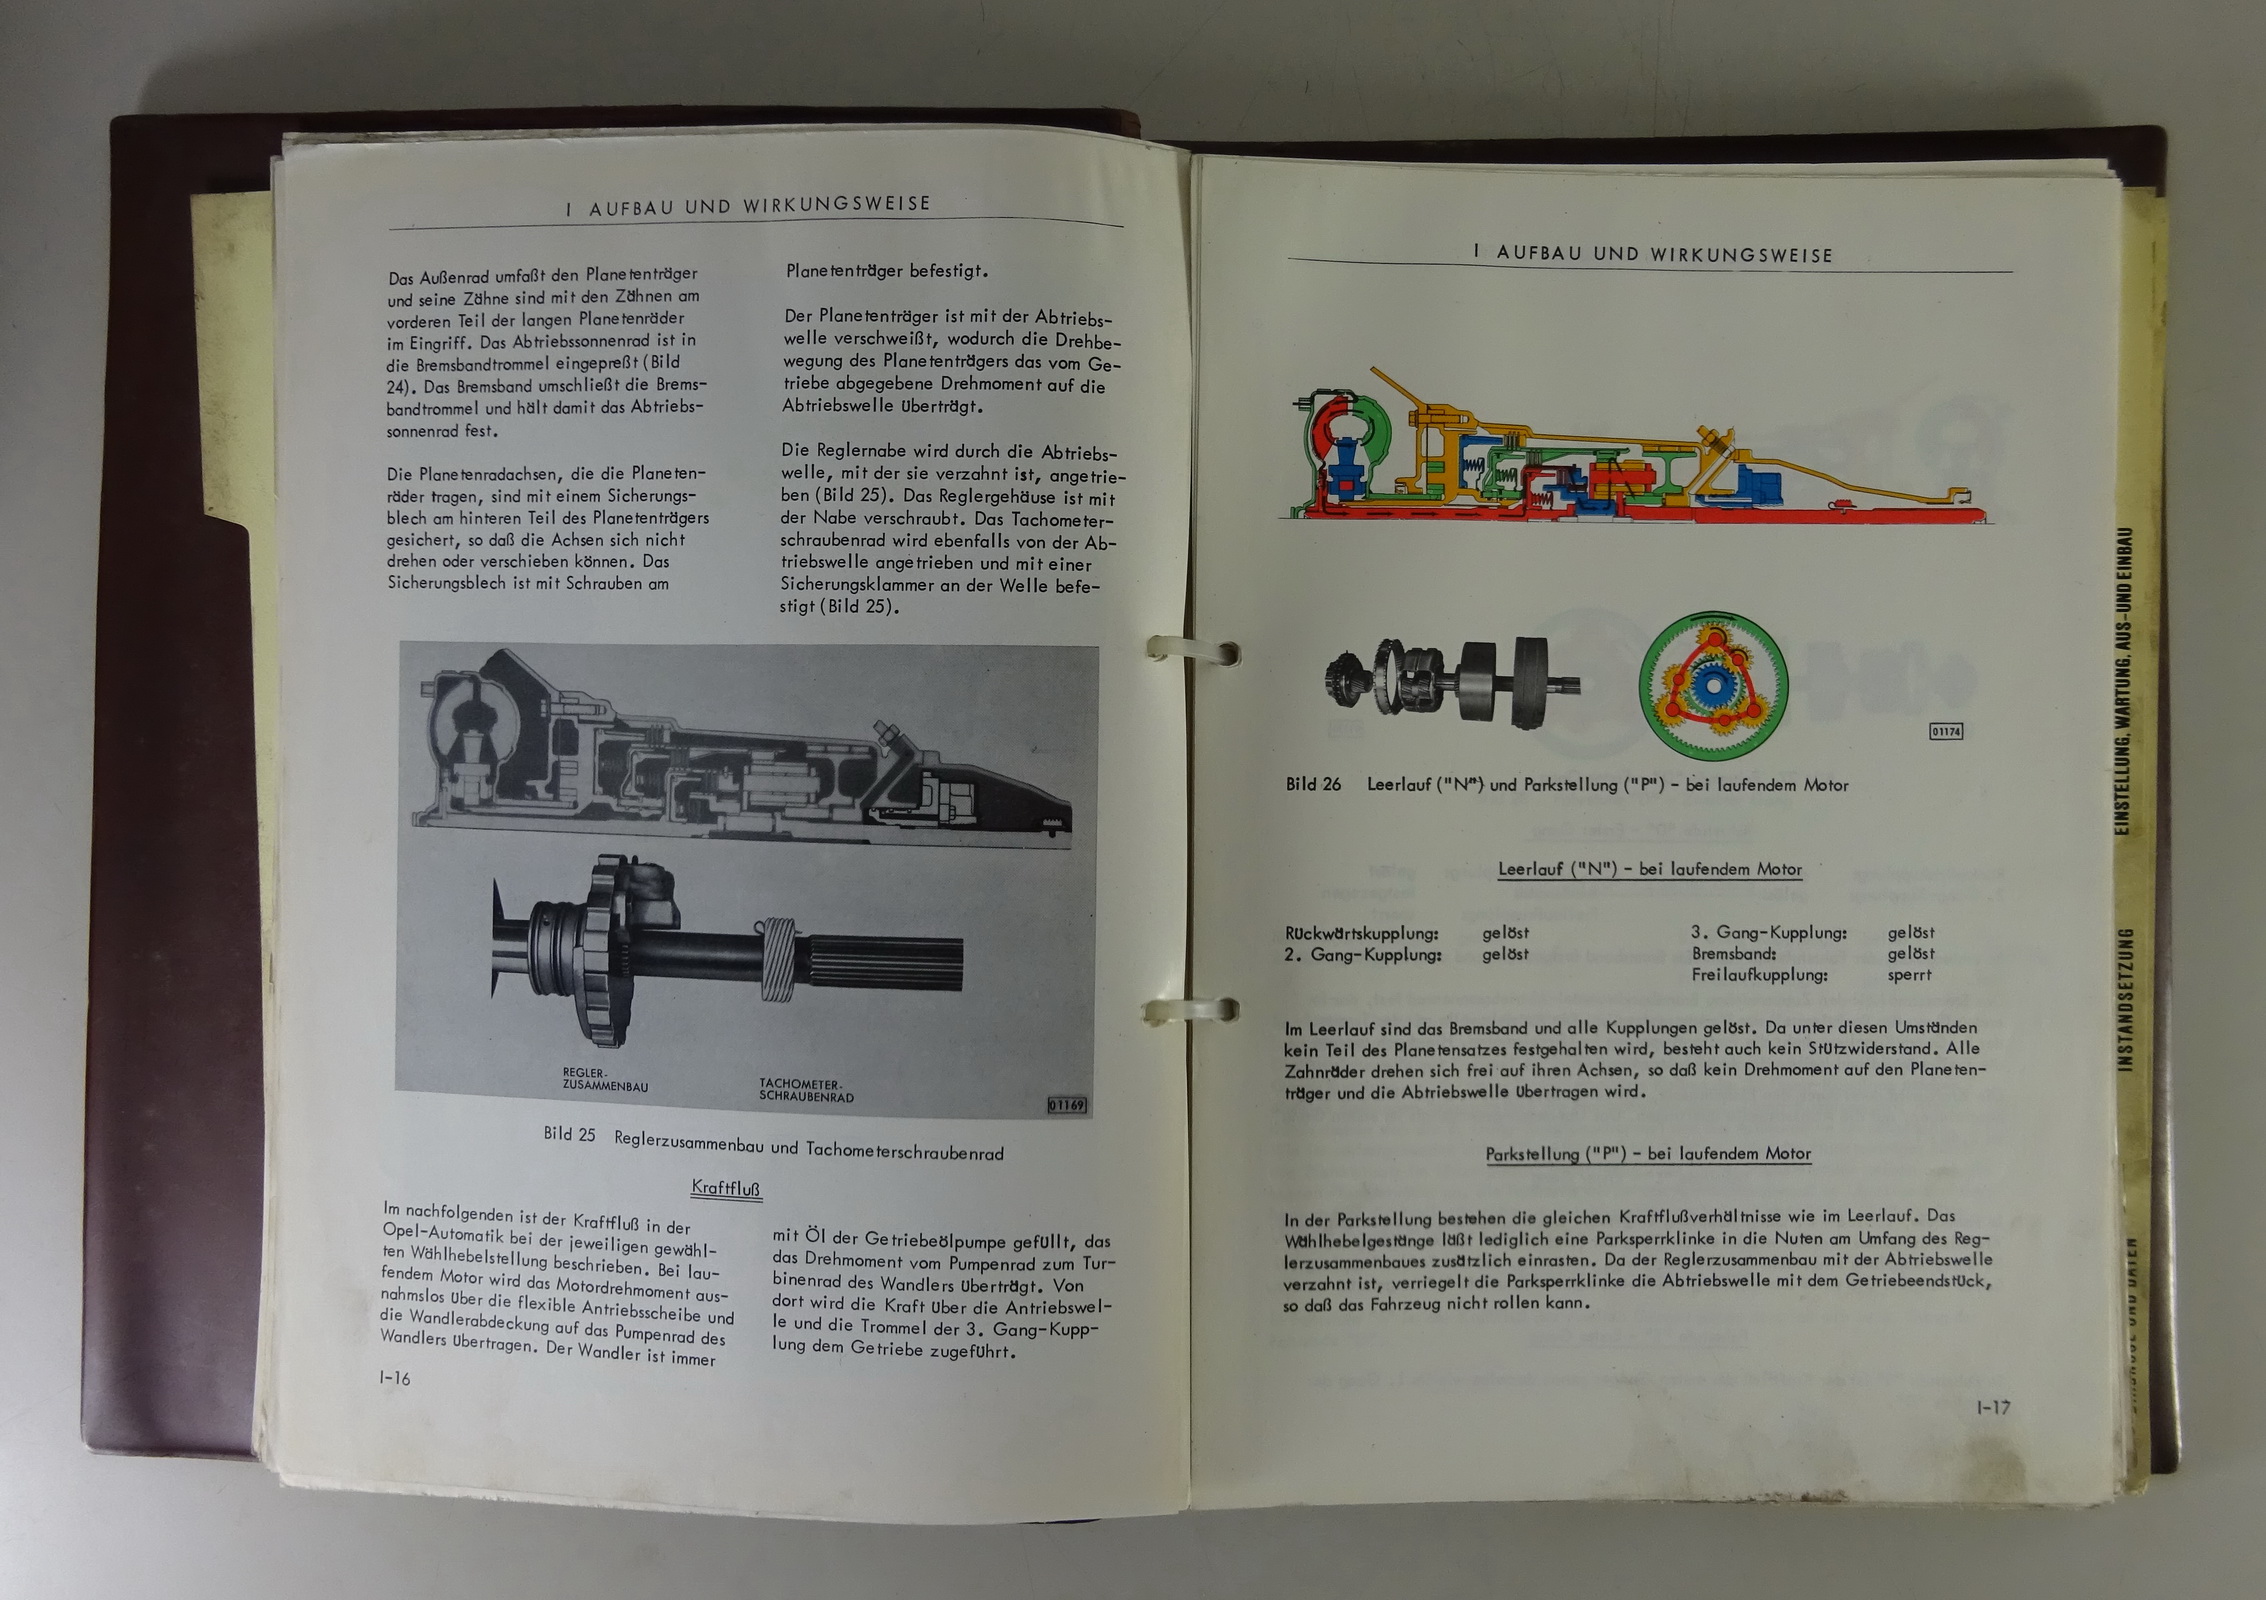 I AUFBAU UND WIRKUNGSWEISE
Das Außenrad umfaßt den Planetenträger
und seine Zähne sind mit den Zähnen am
vorderen Teil der langen Planetenräder
im Eingriff. Das Abtriebssonnenrad ist in
die Bremsbandtrommel eingepreßt (Bild
24). Das Bremsband umschließt die Brems-
bandtrommel und hält damit das Abtriebs-
sonnenrad fest.
Die Planetenradachsen, die die Planeten-
räder tragen, sind mit einem Sicherungs-
blech am hinteren Teil des Planetenträgers
gesichert, so daß die Achsen sich nicht
drehen oder verschieben können. Das
Sicherungsblech ist mit Schrauben am
Planetenträger befestigt.
Der Planetenträger ist mit der Abtriebs-
welle verschweißt, wodurch die Drehbe-
wegung des Planetenträgers das vom Ge-
triebe abgegebene Drehmoment auf die
Abtriebswelle überträgt.
Die Reglernabe wird durch die Abtriebs-
welle, mit der sie verzahnt ist, angetrie-
ben (Bild 25). Das Reglergehäuse ist mit
der Nabe verschraubt. Das Tachometer-
schraubenrad wird ebenfalls von der Ab-
triebswelle angetrieben und mit einer
Sicherungsklammer an der Welle befe-
stigt (Bild 25).
REGLER-
ZUSAMMENBAU
TACHOMETER-
SCHRAUBENRAD
01169
Bild 25 Reglerzusammenbau und Tachometerschraubenrad
Kraftfluß
Im nachfolgenden ist der Kraftfluß in der
Opel-Automatik bei der jeweiligen gewähl-
ten Wählhebelstellung beschrieben. Bei lau-
fendem Motor wird das Motordrehmoment aus-
nahmslos über die flexible Antriebsscheibe und
die Wandlerabdeckung auf das Pumpenrad des
Wandlers übertragen. Der Wandler ist immer
mit Öl der Getriebeölpumpe gefüllt, das
das Drehmoment vom Pumpenrad zum Tur-
binenrad des Wandlers überträgt. Von
dort wird die Kraft über die Antriebswel-
le und die Trommel der 3. Gang-Kupp-
lung dem Getriebe zugeführt.
I-16
I AUFBAU UND WIRKUNGSWEISE
01174
Bild 26 Leerlauf ("N") und Parkstellung ("P") - bei laufendem Motor
Leerlauf ("N") - bei laufendem Motor
Rückwärtskupplung: gelöst 3. Gang-Kupplung: gelöst
2. Gang-Kupplung: gelöst Bremsband: gelöst
Freilaufkupplung: sperrt
Im Leerlauf sind das Bremsband und alle Kupplungen gelöst. Da unter diesen Umständen
kein Teil des Planetensatzes festgehalten wird, besteht auch kein Stützwiderstand. Alle
Zahnräder drehen sich frei auf ihren Achsen, so daß kein Drehmoment auf den Planeten-
träger und die Abtriebswelle übertragen wird.
Parkstellung ("P") - bei laufendem Motor
In der Parkstellung bestehen die gleichen Kraftflußverhältnisse wie im Leerlauf. Das
Wählhebelgestänge läßt lediglich eine Parksperrklinke in die Nuten am Umfang des Reg-
lerzusammenbaues zusätzlich einrasten. Da der Reglerzusammenbau mit der Abtriebswelle
verzahnt ist, verriegelt die Parksperrklinke die Abtriebswelle mit dem Getriebeendstück,
so daß das Fahrzeug nicht rollen kann.
I-17
EINSTELLUNG, WARTUNG, AUS-UND EINBAU
INSTANDSETZUNG
UND DATEN